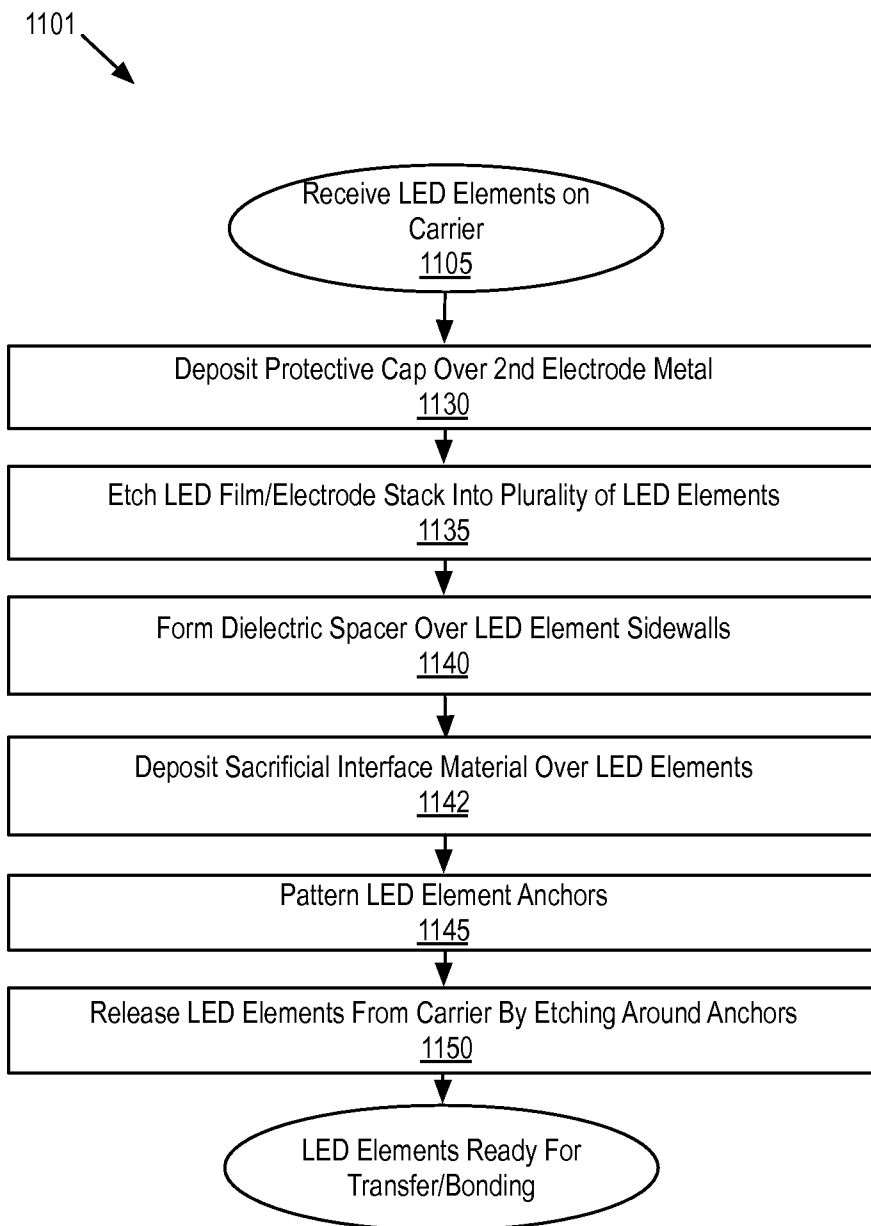 1101
Receive LED Elements on
Carrier
1105
Deposit Protective Cap Over 2nd Electrode Metal
1130
Etch LED Film/Electrode Stack Into Plurality of LED Elements
1135
Form Dielectric Spacer Over LED Element Sidewalls
1140
Deposit Sacrificial Interface Material Over LED Elements
1142
Pattern LED Element Anchors
1145
Release LED Elements From Carrier By Etching Around Anchors
1150
LED Elements Ready For
Transfer/Bonding